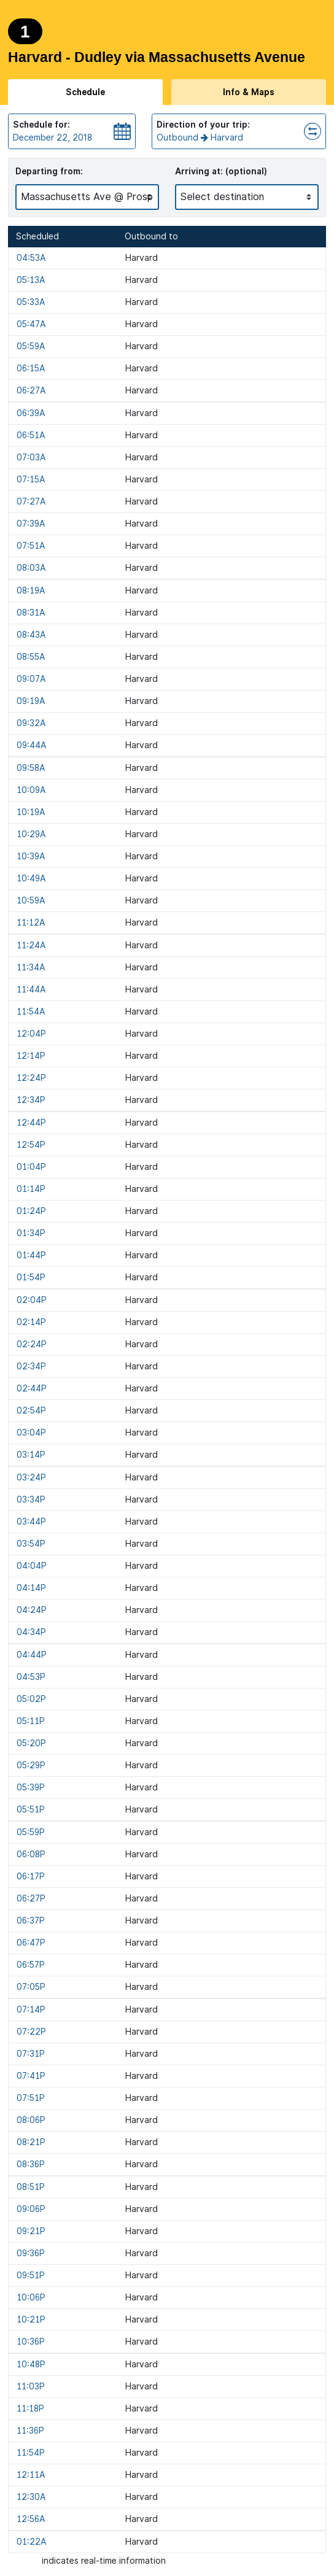 1
Harvard - Dudley via Massachusetts Avenue
Schedule Info & Maps
Schedule for: Direction of your trip:
December 22, 2018 Outbound Harvard
Departing from: Arriving at: (optional)
Massachusetts Ave @ Prosp Select destination
Scheduled Outbound to
04:53A Harvard
05:13A Harvard
05:33A Harvard
05:47A Harvard
05:59A Harvard
06:15A Harvard
06:27A Harvard
06:39A Harvard
06:51A Harvard
07:03A Harvard
07:15A Harvard
07:27A Harvard
07:39A Harvard
07:51A Harvard
08:03A Harvard
08:19A Harvard
08:31A Harvard
08:43A Harvard
08:55A Harvard
09:07A Harvard
09:19A Harvard
09:32A Harvard
09:44A Harvard
09:58A Harvard
10:09A Harvard
10:19A Harvard
10:29A Harvard
10:39A Harvard
10:49A Harvard
10:59A Harvard
11:12A Harvard
11:24A Harvard
11:34A Harvard
11:44A Harvard
11:54A Harvard
12:04P Harvard
12:14P Harvard
12:24P Harvard
12:34P Harvard
12:44P Harvard
12:54P Harvard
01:04P Harvard
01:14P Harvard
01:24P Harvard
01:34P Harvard
01:44P Harvard
01:54P Harvard
02:04P Harvard
02:14P Harvard
02:24P Harvard
02:34P Harvard
02:44P Harvard
02:54P Harvard
03:04P Harvard
03:14P Harvard
03:24P Harvard
03:34P Harvard
03:44P Harvard
03:54P Harvard
04:04P Harvard
04:14P Harvard
04:24P Harvard
04:34P Harvard
04:44P Harvard
04:53P Harvard
05:02P Harvard
05:11P Harvard
05:20P Harvard
05:29P Harvard
05:39P Harvard
05:51P Harvard
05:59P Harvard
06:08P Harvard
06:17P Harvard
06:27P Harvard
06:37P Harvard
06:47P Harvard
06:57P Harvard
07:05P Harvard
07:14P Harvard
07:22P Harvard
07:31P Harvard
07:41P Harvard
07:51P Harvard
08:06P Harvard
08:21P Harvard
08:36P Harvard
08:51P Harvard
09:06P Harvard
09:21P Harvard
09:36P Harvard
09:51P Harvard
10:06P Harvard
10:21P Harvard
10:36P Harvard
10:48P Harvard
11:03P Harvard
11:18P Harvard
11:36P Harvard
11:54P Harvard
12:11A Harvard
12:30A Harvard
12:56A Harvard
01:22A Harvard
indicates real-time information